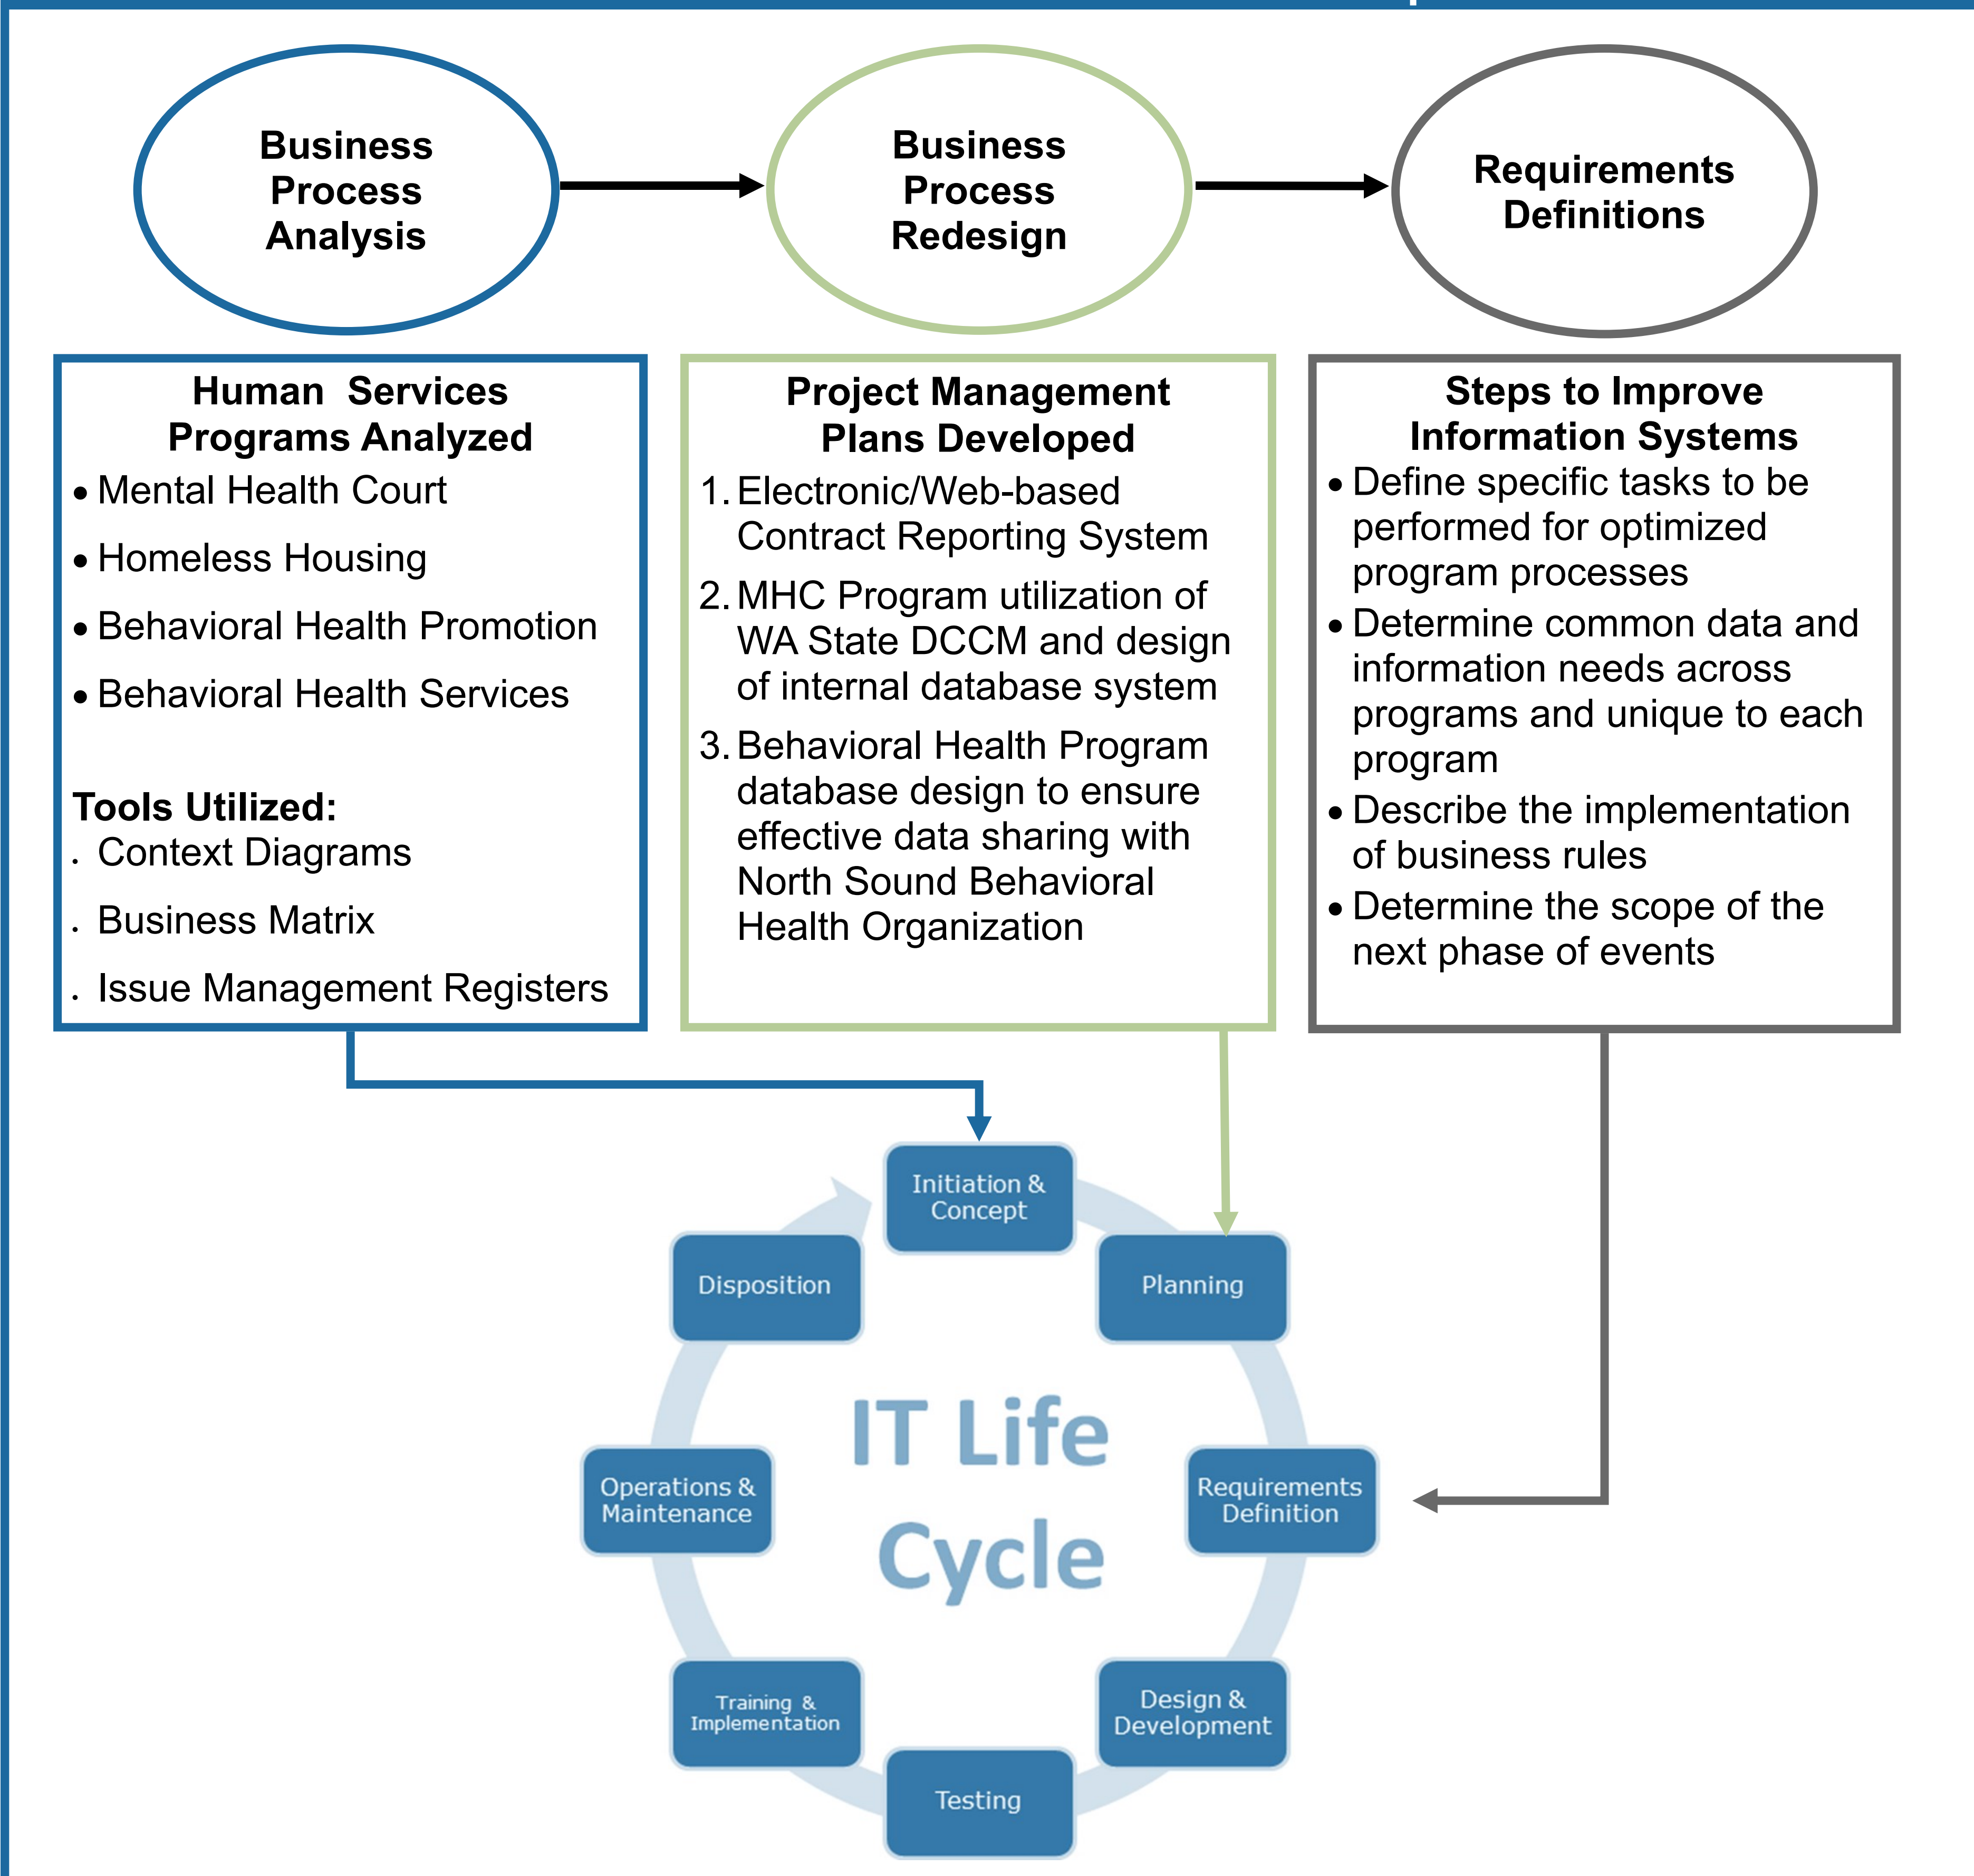 Business
Process
Analysis
Business
Process
Redesign
Requirements
Definitions
Human Services
Programs Analyzed
• Mental Health Court
• Homeless Housing
• Behavioral Health Promotion
• Behavioral Health Services
Tools Utilized:
. Context Diagrams
. Business Matrix
. Issue Management Registers
Project Management
Plans Developed
1. Electronic/Web-based
Contract Reporting System
2. MHC Program utilization of
WA State DCCM and design
of internal database system
3. Behavioral Health Program
database design to ensure
effective data sharing with
North Sound Behavioral
Health Organization
Steps to Improve
Information Systems
• Define specific tasks to be
performed for optimized
program processes
• Determine common data and
information needs across
programs and unique to each
program
• Describe the implementation
of business rules
• Determine the scope of the
next phase of events
Initiation &
Concept
Planning
Requirements
Definition
Design &
Development
Testing
Training &
Implementation
Operations &
Maintenance
Disposition
IT Life
Cycle